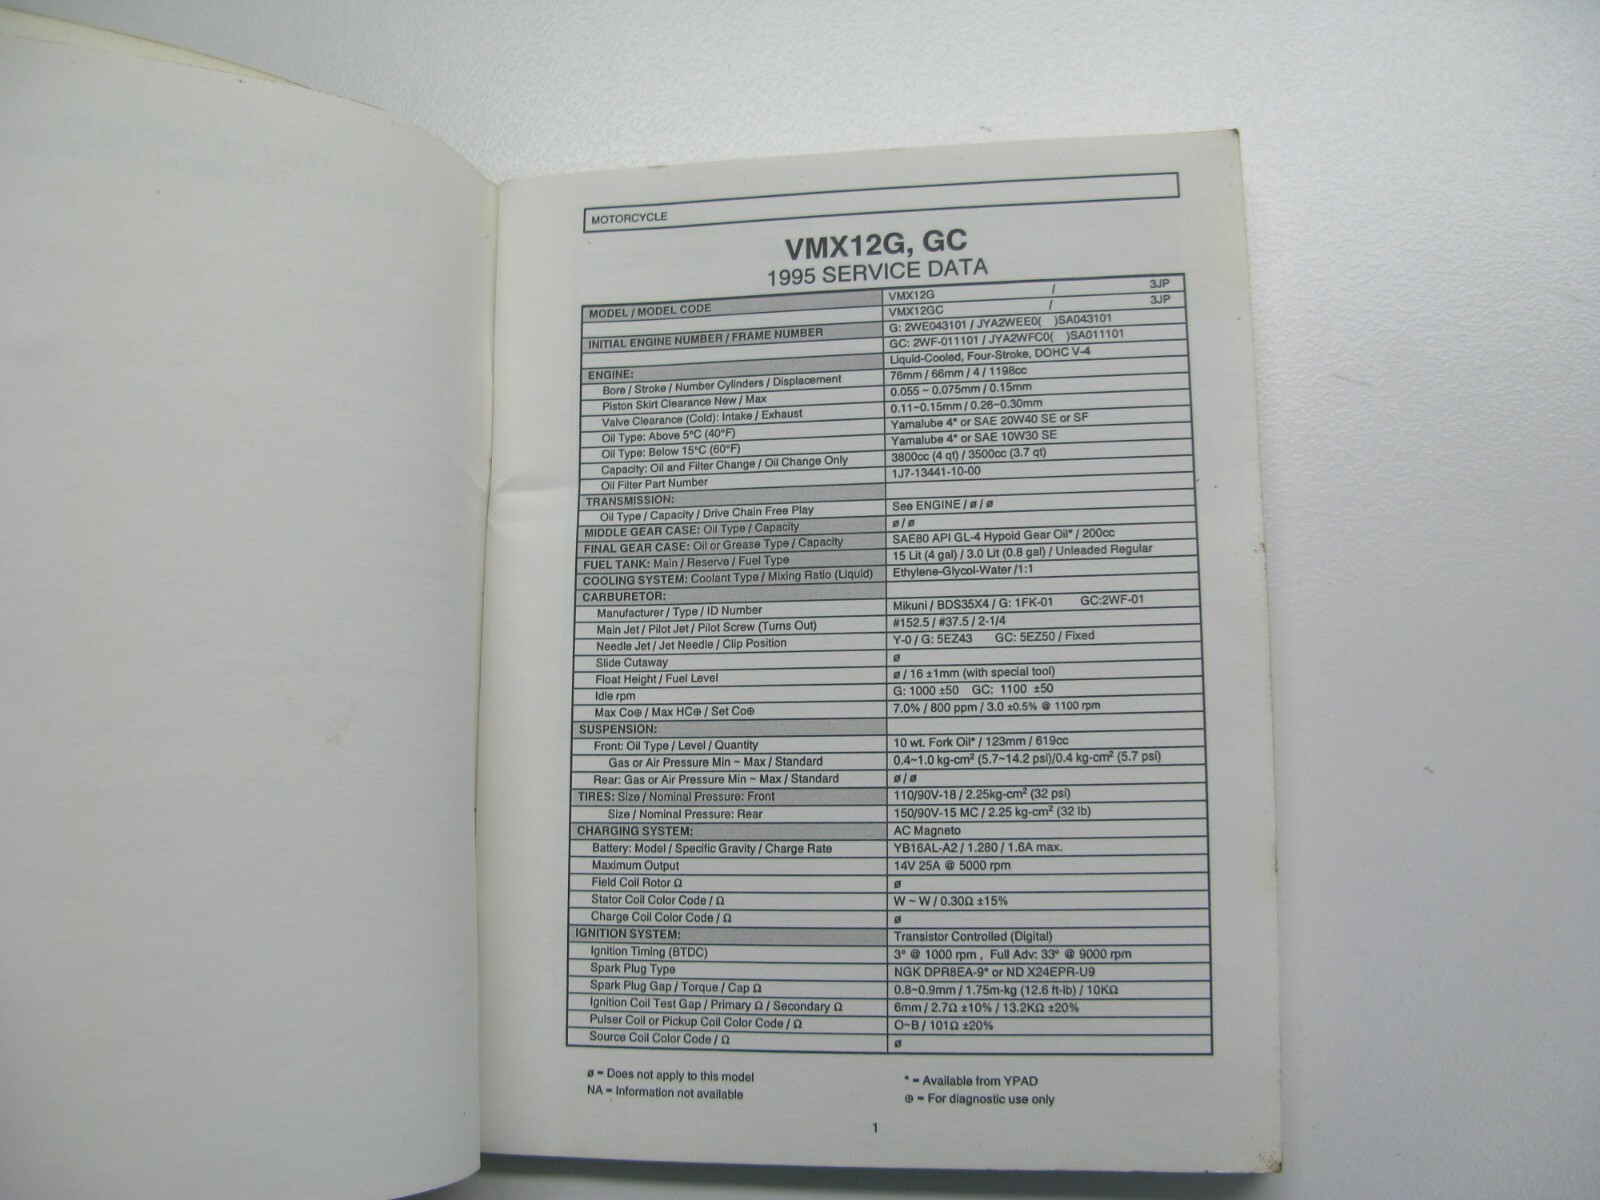 MOTORCYCLE
VMX12G, GC
1995 SERVICE DATA
MODEL / MODEL CODE VMX12G / 3JP
VMX12GC / 3JP
INITIAL ENGINE NUMBER / FRAME NUMBER G: 2WE043101 / JYA2WEE0( )SA043101
GC: 2WF-011101 / JYA2WFC0( )SA011101
ENGINE: Liquid-Cooled, Four-Stroke, DOHC V-4
Bore / Stroke / Number Cylinders / Displacement 76mm / 66mm / 4 / 1198cc
Piston Skirt Clearance New / Max 0.055 ~ 0.075mm / 0.15mm
Valve Clearance (Cold): Intake / Exhaust 0.11~0.15mm / 0.26~0.30mm
Oil Type: Above 5°C (40°F) Yamalube 4* or SAE 20W40 SE or SF
Oil Type: Below 15°C (60°F) Yamalube 4* or SAE 10W30 SE
Capacity: Oil and Filter Change / Oil Change Only 3800cc (4 qt) / 3500cc (3.7 qt)
Oil Filter Part Number 1J7-13441-10-00
TRANSMISSION:
Oil Type / Capacity / Drive Chain Free Play See ENGINE / ø / ø
MIDDLE GEAR CASE: Oil Type / Capacity ø / ø
FINAL GEAR CASE: Oil or Grease Type / Capacity SAE80 API GL-4 Hypoid Gear Oil* / 200cc
FUEL TANK: Main / Reserve / Fuel Type 15 Lit (4 gal) / 3.0 Lit (0.8 gal) / Unleaded Regular
COOLING SYSTEM: Coolant Type / Mixing Ratio (Liquid) Ethylene-Glycol-Water /1:1
CARBURETOR:
Manufacturer / Type / ID Number Mikuni / BDS35X4 / G: 1FK-01 GC:2WF-01
Main Jet / Pilot Jet / Pilot Screw (Turns Out) #152.5 / #37.5 / 2-1/4
Needle Jet / Jet Needle / Clip Position Y-0 / G: 5EZ43 GC: 5EZ50 / Fixed
Slide Cutaway ø
Float Height / Fuel Level ø / 16 ±1mm (with special tool)
Idle rpm G: 1000 ±50 GC: 1100 ±50
Max Co⊕ / Max HC⊕ / Set Co⊕ 7.0% / 800 ppm / 3.0 ±0.5% @ 1100 rpm
SUSPENSION:
Front: Oil Type / Level / Quantity 10 wt. Fork Oil* / 123mm / 619cc
Gas or Air Pressure Min ~ Max / Standard 0.4~1.0 kg-cm² (5.7~14.2 psi)/0.4 kg-cm² (5.7 psi)
Rear: Gas or Air Pressure Min ~ Max / Standard ø / ø
TIRES: Size / Nominal Pressure: Front 110/90V-18 / 2.25kg-cm² (32 psi)
Size / Nominal Pressure: Rear 150/90V-15 MC / 2.25 kg-cm² (32 lb)
CHARGING SYSTEM: AC Magneto
Battery: Model / Specific Gravity / Charge Rate YB16AL-A2 / 1.280 / 1.6A max.
Maximum Output 14V 25A @ 5000 rpm
Field Coil Rotor Ω ø
Stator Coil Color Code / Ω W ~ W / 0.30Ω ±15%
Charge Coil Color Code / Ω ø
IGNITION SYSTEM: Transistor Controlled (Digital)
Ignition Timing (BTDC) 3° @ 1000 rpm , Full Adv: 33° @ 9000 rpm
Spark Plug Type NGK DPR8EA-9* or ND X24EPR-U9
Spark Plug Gap / Torque / Cap Ω 0.8~0.9mm / 1.75m-kg (12.6 ft-lb) / 10KΩ
Ignition Coil Test Gap / Primary Ω / Secondary Ω 6mm / 2.7Ω ±10% / 13.2KΩ ±20%
Pulser Coil or Pickup Coil Color Code / Ω O~B / 101Ω ±20%
Source Coil Color Code / Ω ø
ø = Does not apply to this model * = Available from YPAD
NA = Information not available ⊕ = For diagnostic use only
1